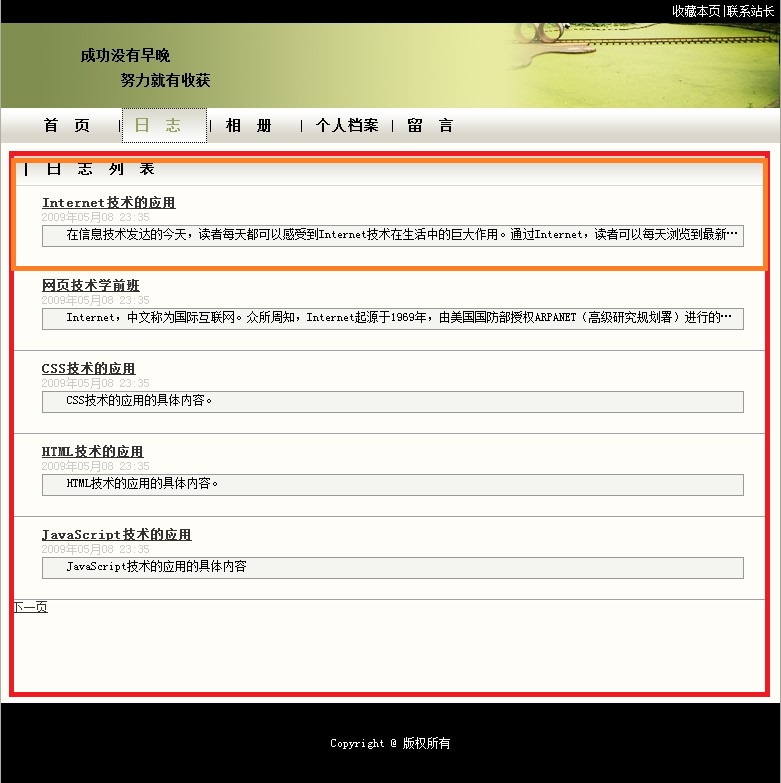 收藏本页|联系站长
成功没有早晚
努力就有收获
首 页 | 日 志 | 相 册 | 个人档案 | 留 言
| 日 志 列 表
Internet技术的应用
2009年05月08 23:35
在信息技术发达的今天，读者每天都可以感受到Internet技术在生活中的巨大作用。通过Internet，读者可以每天浏览到最新…
网页技术学前班
2009年05月08 23:35
Internet，中文称为国际互联网。众所周知，Internet起源于1969年，由美国国防部授权ARPANET（高级研究规划署）进行的…
CSS技术的应用
2009年05月08 23:35
CSS技术的应用的具体内容。
HTML技术的应用
2009年05月08 23:35
HTML技术的应用的具体内容。
JavaScript技术的应用
2009年05月08 23:35
JavaScript技术的应用的具体内容
下一页
Copyright @ 版权所有